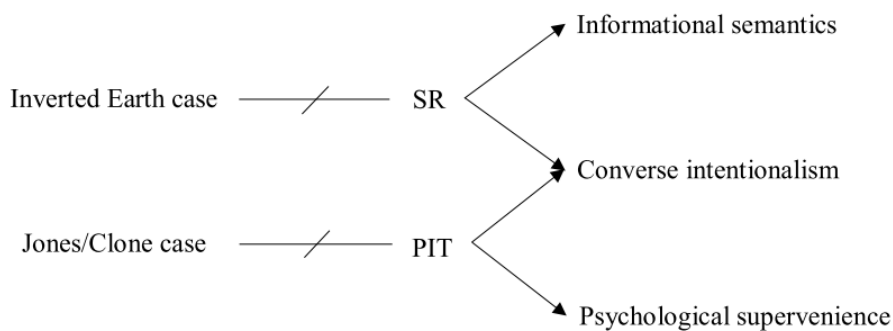 Informational semantics
Inverted Earth case SR
Converse intentionalism
Jones/Clone case PIT
Psychological supervenience